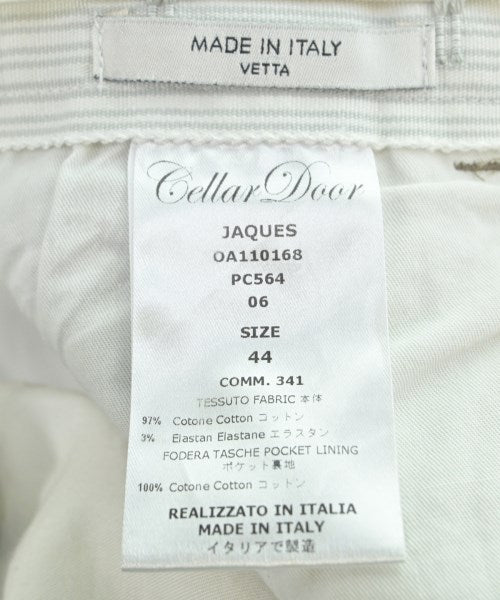 MADE IN ITALY
VETTA
Cellar Door
JAQUES
OA110168
PC564
06
SIZE
44
COMM. 341
TESSUTO FABRIC 本体
97% Cotone Cotton コットン
3% Elastan Elastane エラスタン
FODERA TASCHE POCKET LINING
ポケット裏地
100% Cotone Cotton コットン
REALIZZATO IN ITALIA
MADE IN ITALY
イタリアで製造